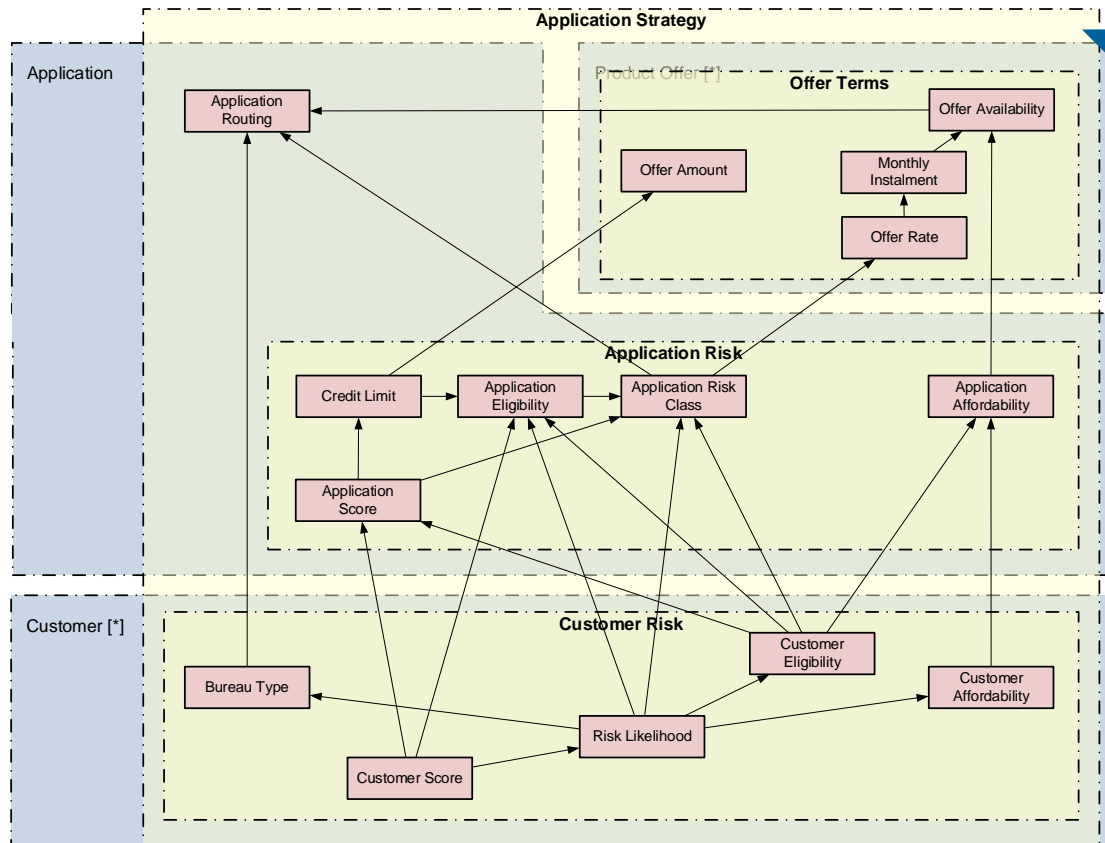 Application Strategy
Application
Product Offer [*]
Offer Terms
Application
Routing
Offer Availability
Offer Amount
Monthly
Instalment
Offer Rate
Application Risk
Credit Limit
Application
Eligibility
Application Risk
Class
Application
Affordability
Application
Score
Customer [*]
Customer Risk
Customer
Eligibility
Bureau Type
Customer
Affordability
Risk Likelihood
Customer Score